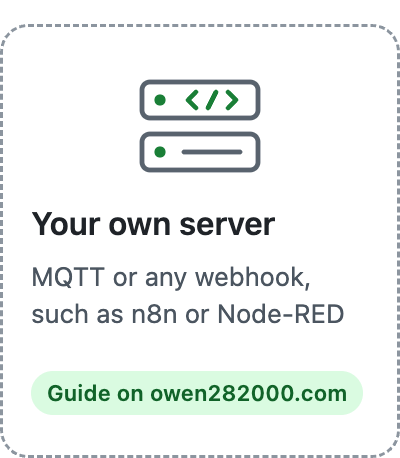 </>
Your own server
MQTT or any webhook,
such as n8n or Node-RED
Guide on owen282000.com